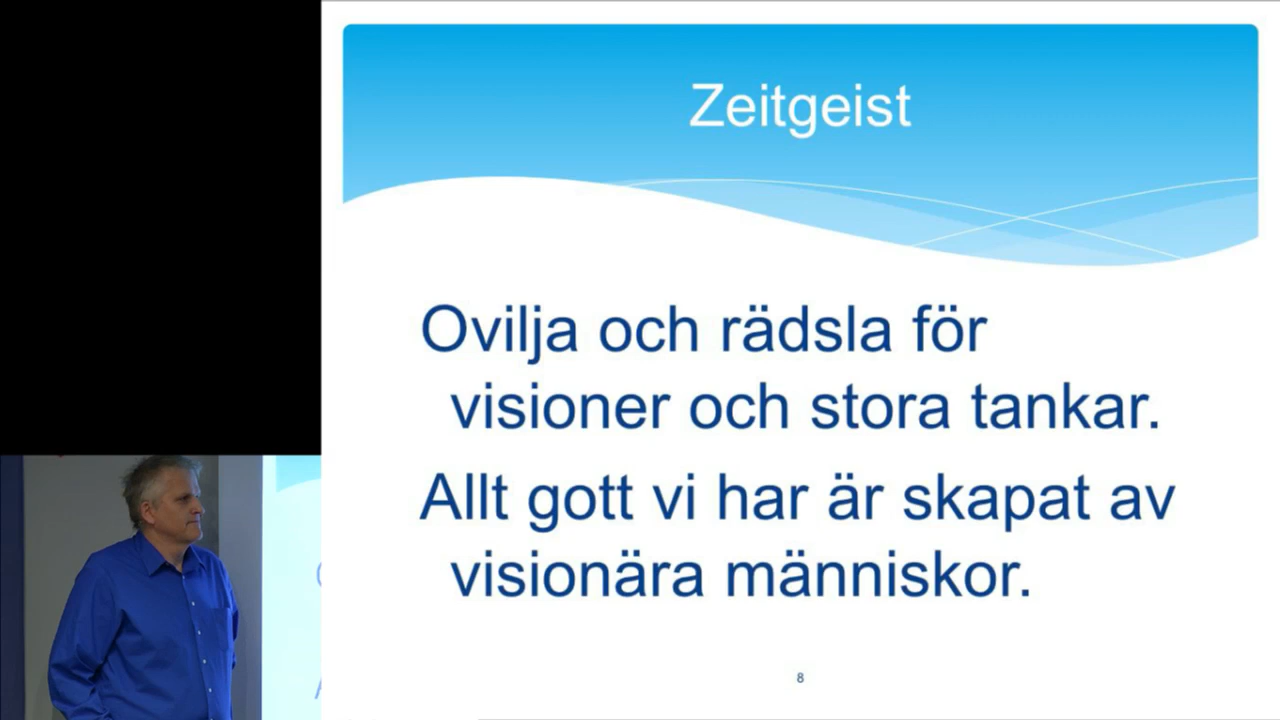 Zeitgeist
Ovilja och rädsla för
visioner och stora tankar.
Allt gott vi har är skapat av
visionära människor.
8